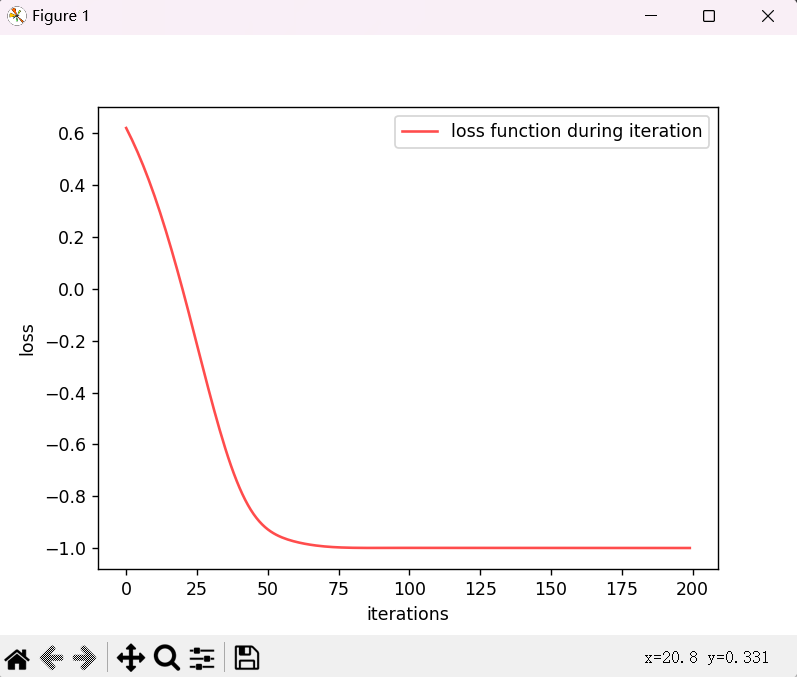 Figure 1
loss function during iteration
0.6
0.4
0.2
0.0
−0.2
−0.4
−0.6
−0.8
−1.0
loss
0 25 50 75 100 125 150 175 200
iterations
x=20.8 y=0.331